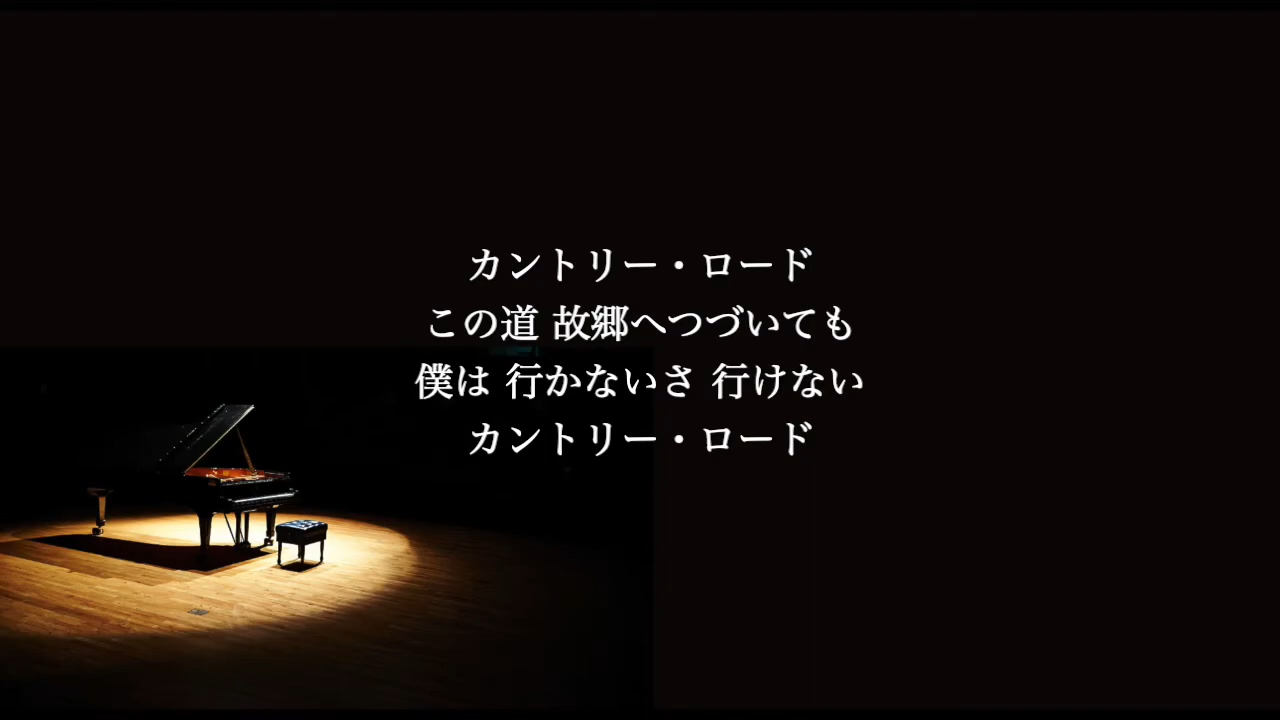 カントリー・ロード
この道 故郷へつづいても
僕は 行かないさ 行けない
カントリー・ロード